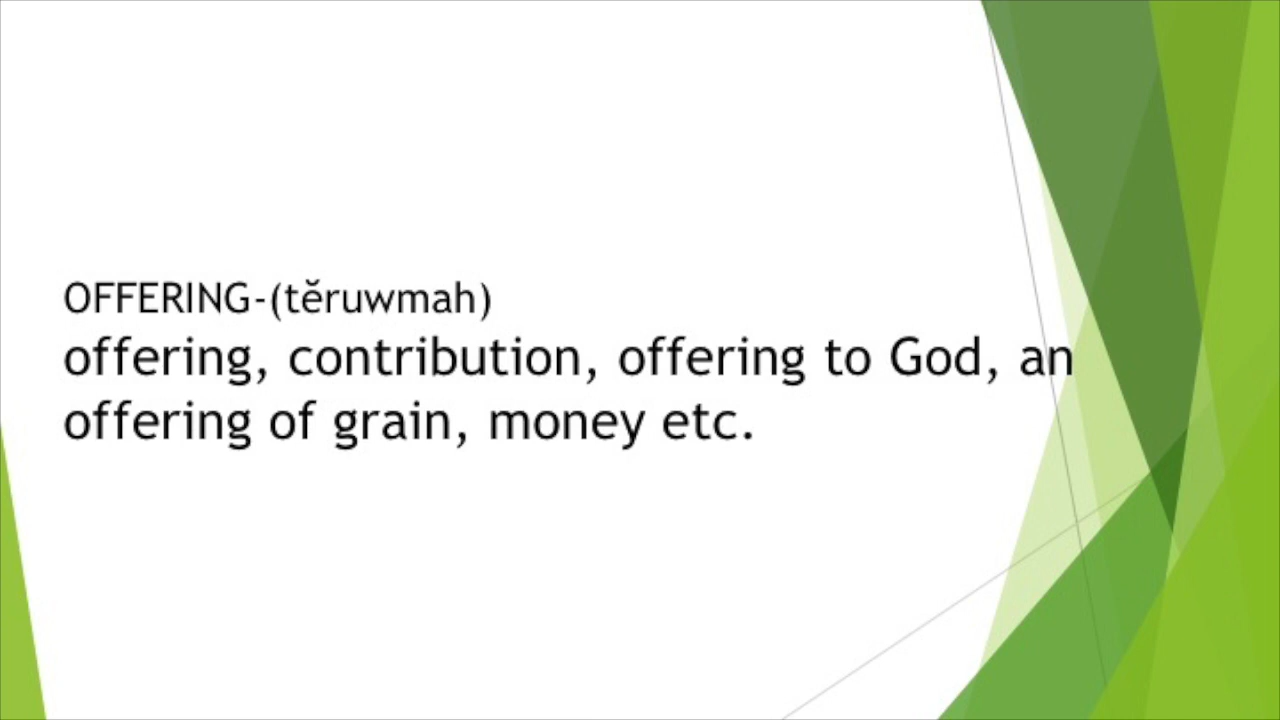 OFFERING-(tĕruwmah)
offering, contribution, offering to God, an
offering of grain, money etc.